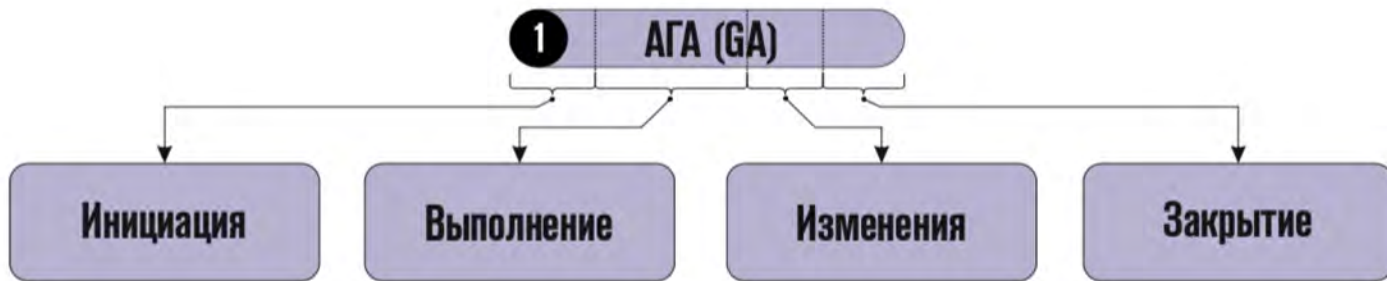 1 АГА (GA)
Инициация
Выполнение
Изменения
Закрытие